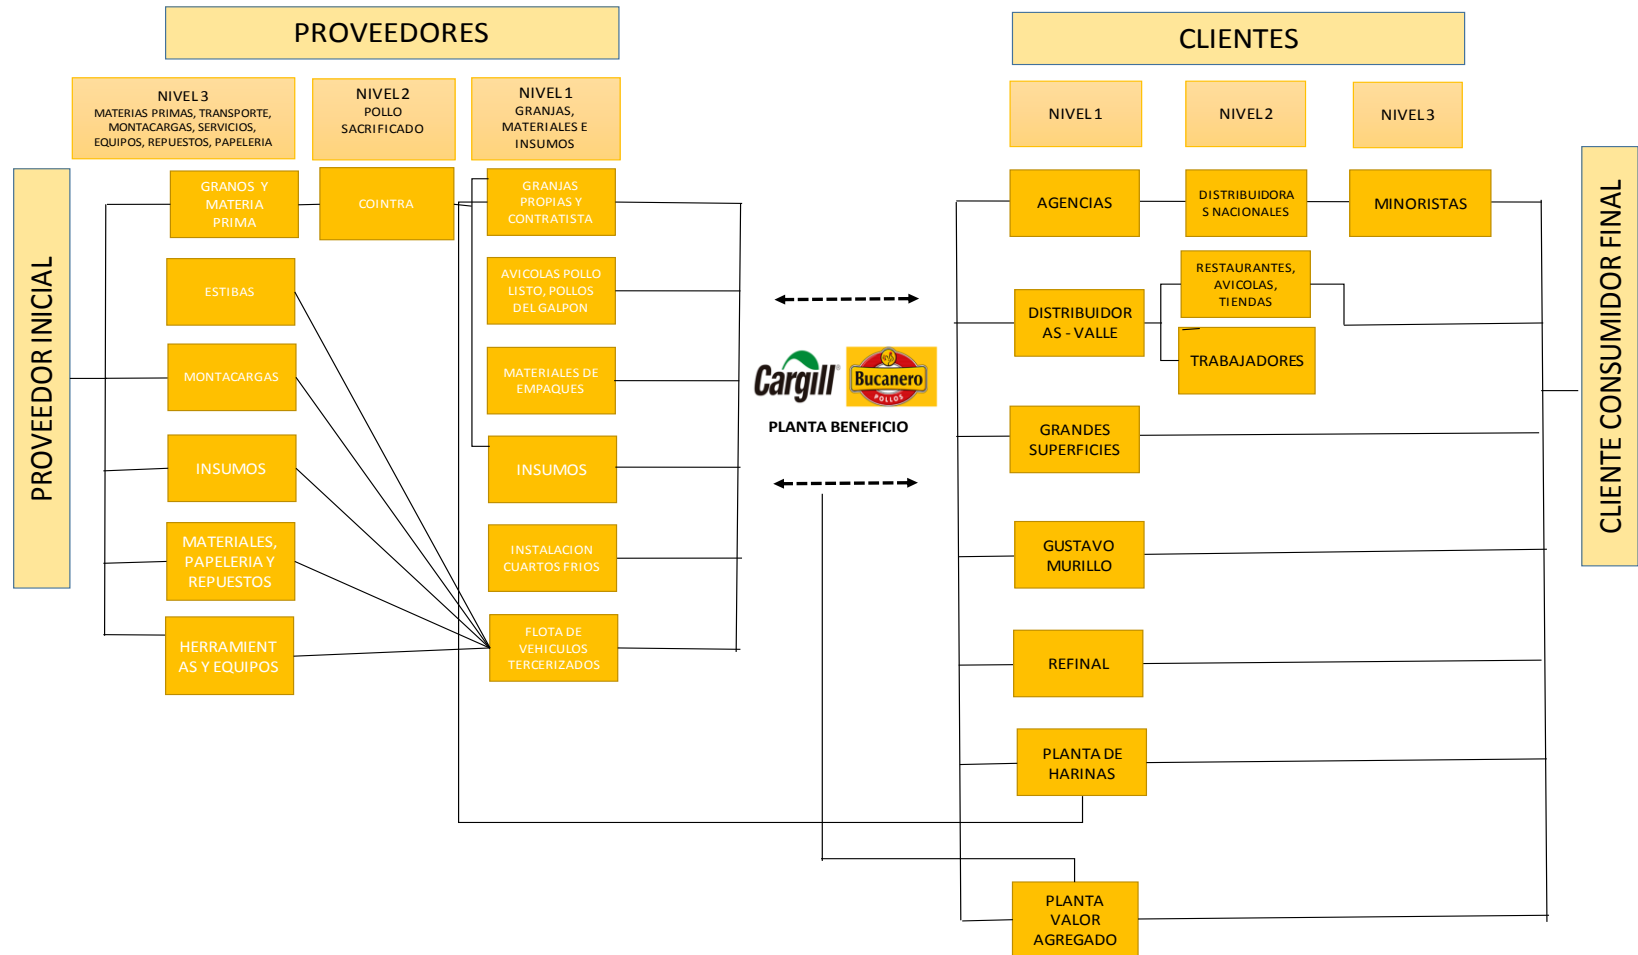 PROVEEDORES
CLIENTES
NIVEL 3
MATERIAS PRIMAS, TRANSPORTE,
MONTACARGAS, SERVICIOS,
EQUIPOS, REPUESTOS, PAPELERIA
NIVEL 2
POLLO
SACRIFICADO
NIVEL 1
GRANJAS,
MATERIALES E
INSUMOS
NIVEL 1
NIVEL 2
NIVEL 3
PROVEEDOR INICIAL
GRANOS Y
MATERIA
PRIMA
ESTIBAS
MONTACARGAS
INSUMOS
MATERIALES,
PAPELERIA Y
REPUESTOS
HERRAMIENT
AS Y EQUIPOS
COINTRA
GRANJAS
PROPIAS Y
CONTRATISTA
AVICOLAS POLLO
LISTO, POLLOS
DEL GALPON
MATERIALES DE
EMPAQUES
INSUMOS
INSTALACION
CUARTOS FRIOS
FLOTA DE
VEHICULOS
TERCERIZADOS
Cargill
Bucanero
POLLOS
PLANTA BENEFICIO
AGENCIAS
DISTRIBUIDOR
AS - VALLE
GRANDES
SUPERFICIES
GUSTAVO
MURILLO
REFINAL
PLANTA DE
HARINAS
PLANTA
VALOR
AGREGADO
DISTRIBUIDORA
S NACIONALES
RESTAURANTES,
AVICOLAS,
TIENDAS
TRABAJADORES
MINORISTAS
CLIENTE CONSUMIDOR FINAL